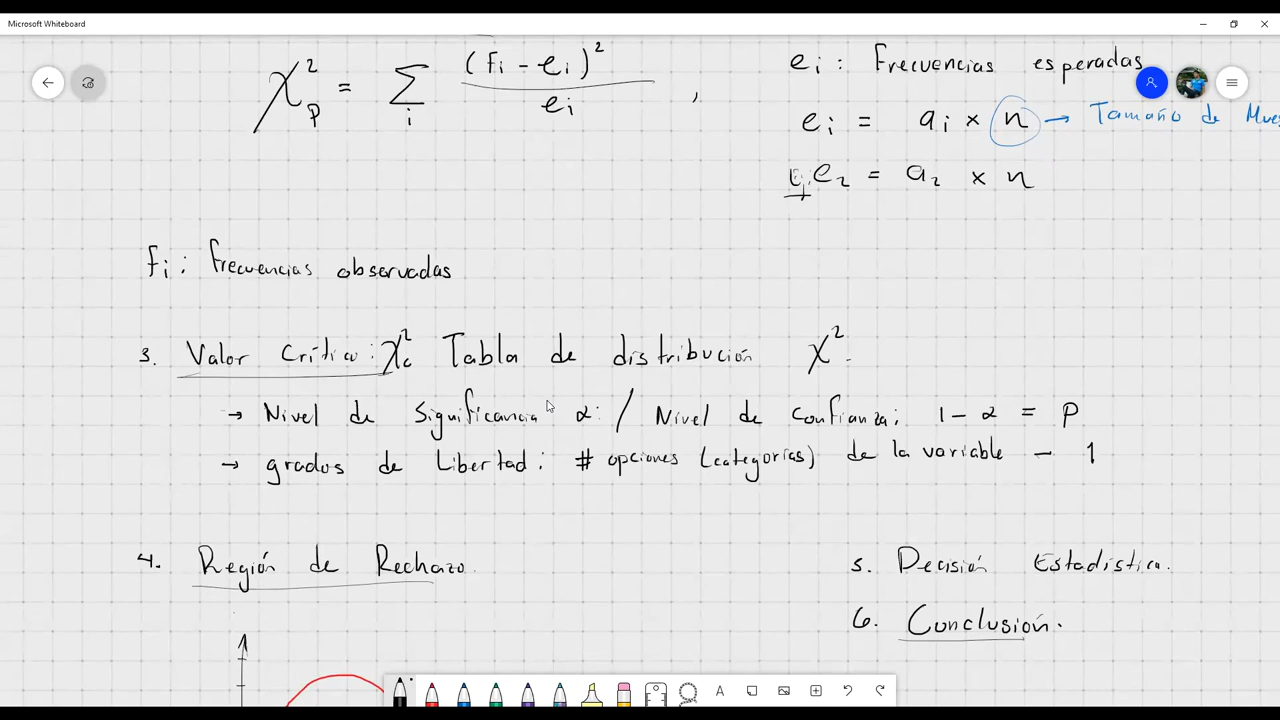 Microsoft Whiteboard
χ²p = Σi (fi - ei)² / ei ,
ei : Frecuencias esperadas
ei = ai × n → Tamaño de Mues
e2 = a2 × n
fi : frecuencias observadas
3. Valor Crítico : χ²c Tabla de distribución χ².
→ Nivel de Significancia α: / Nivel de Confianza; 1 - α = P
→ grados de Libertad : # opciones (categorías) de la variable - 1
4. Región de Rechazo.
5. Decisión Estadística.
6. Conclusión.
A